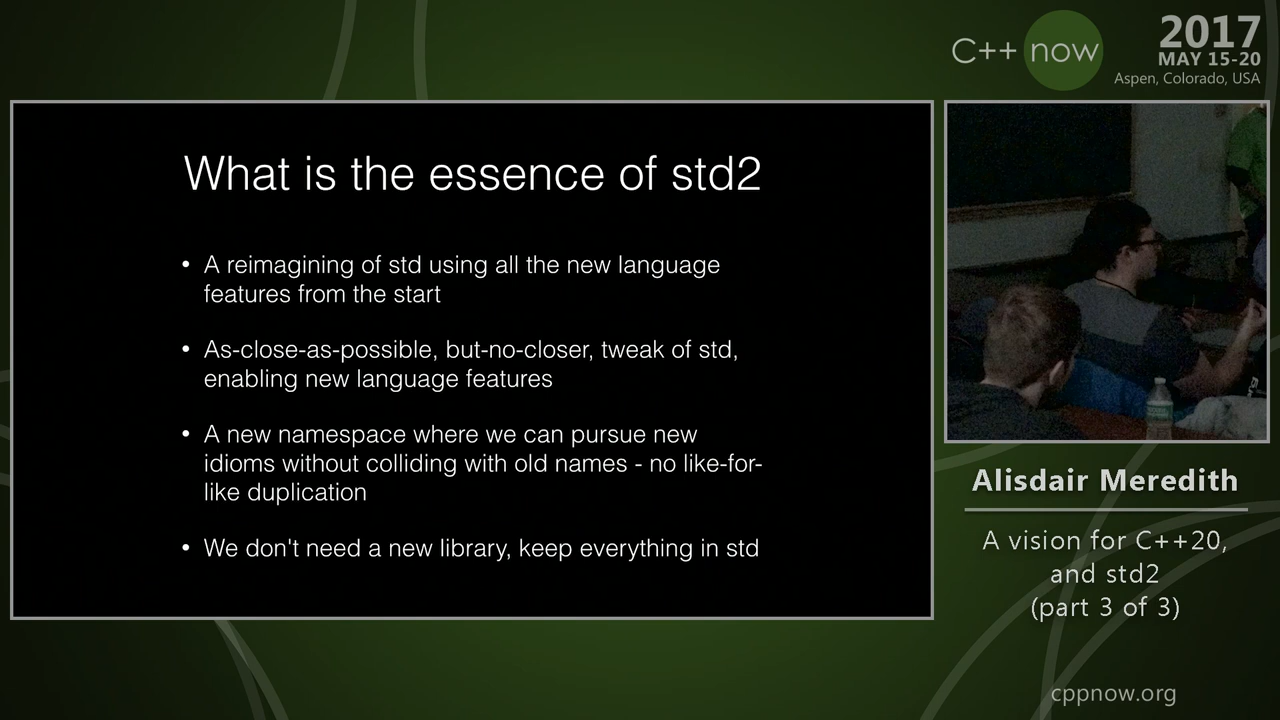 C++ now
2017
MAY 15-20
Aspen, Colorado, USA
What is the essence of std2
• A reimagining of std using all the new language
features from the start
• As-close-as-possible, but-no-closer, tweak of std,
enabling new language features
• A new namespace where we can pursue new
idioms without colliding with old names - no like-for-
like duplication
• We don't need a new library, keep everything in std
Alisdair Meredith
A vision for C++20,
and std2
(part 3 of 3)
cppnow.org